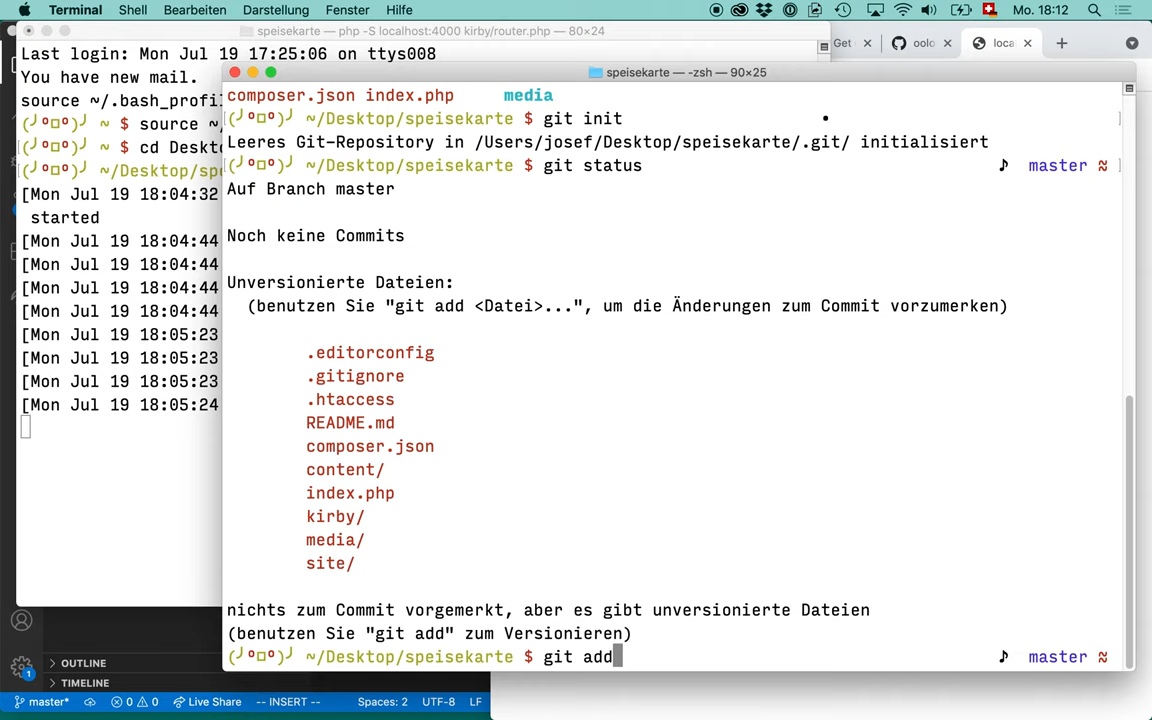 Terminal Shell Bearbeiten Darstellung Fenster Hilfe Mo. 18:12
speisekarte — php -S localhost:4000 kirby/router.php — 80×24
Get
oolo
loca
Last login: Mon Jul 19 17:25:06 on ttys008
You have new mail.
source ~/.bash_profi
(╯°□°)╯ ~ $ source ~/
(╯°□°)╯ ~ $ cd Deskto
(╯°□°)╯ ~/Desktop/spe
[Mon Jul 19 18:04:32
started
[Mon Jul 19 18:04:44
[Mon Jul 19 18:04:44
[Mon Jul 19 18:04:44
[Mon Jul 19 18:04:44
[Mon Jul 19 18:05:23
[Mon Jul 19 18:05:23
[Mon Jul 19 18:05:23
[Mon Jul 19 18:05:24
speisekarte — -zsh — 90×25
composer.json index.php media
(╯°□°)╯ ~/Desktop/speisekarte $ git init
Leeres Git-Repository in /Users/josef/Desktop/speisekarte/.git/ initialisiert
(╯°□°)╯ ~/Desktop/speisekarte $ git status ♪ master ≈
Auf Branch master
Noch keine Commits
Unversionierte Dateien:
(benutzen Sie "git add <Datei>...", um die Änderungen zum Commit vorzumerken)
.editorconfig
.gitignore
.htaccess
README.md
composer.json
content/
index.php
kirby/
media/
site/
nichts zum Commit vorgemerkt, aber es gibt unversionierte Dateien
(benutzen Sie "git add" zum Versionieren)
(╯°□°)╯ ~/Desktop/speisekarte $ git add ♪ master ≈
OUTLINE
TIMELINE
1
master* 0 0 Live Share -- INSERT -- Spaces: 2 UTF-8 LF